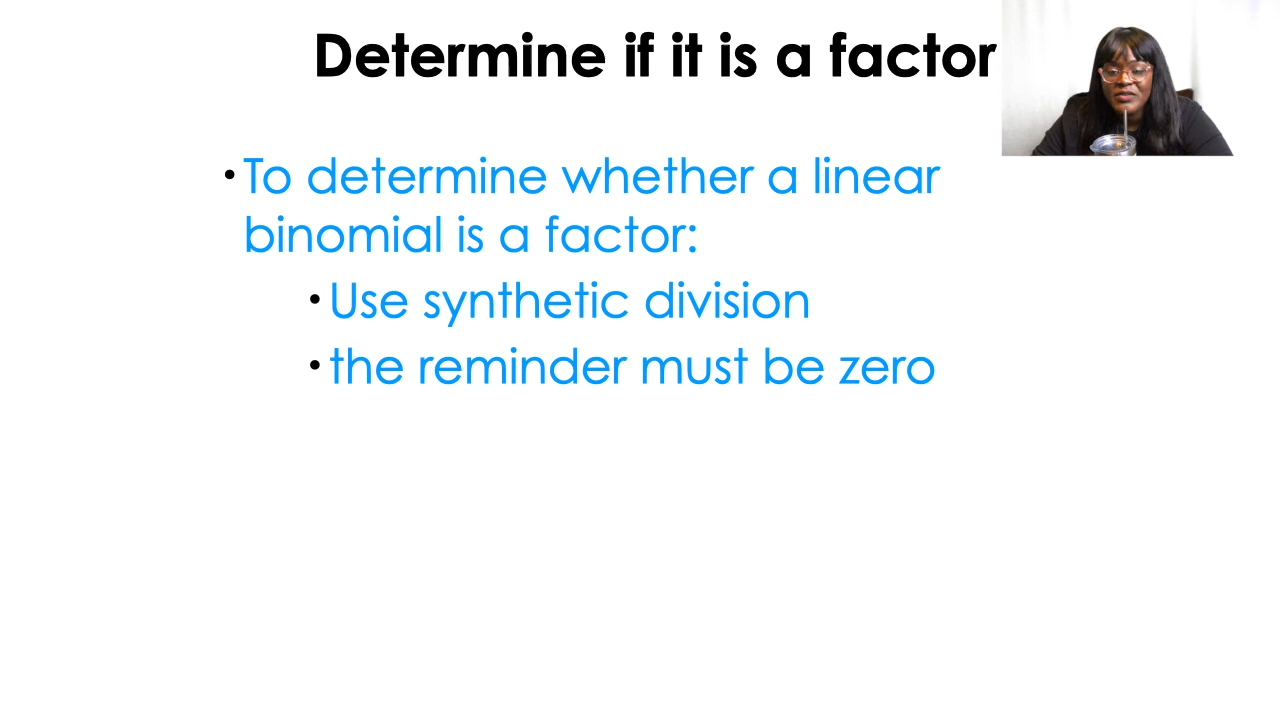 Determine if it is a factor
•To determine whether a linear
binomial is a factor:
•Use synthetic division
•the reminder must be zero